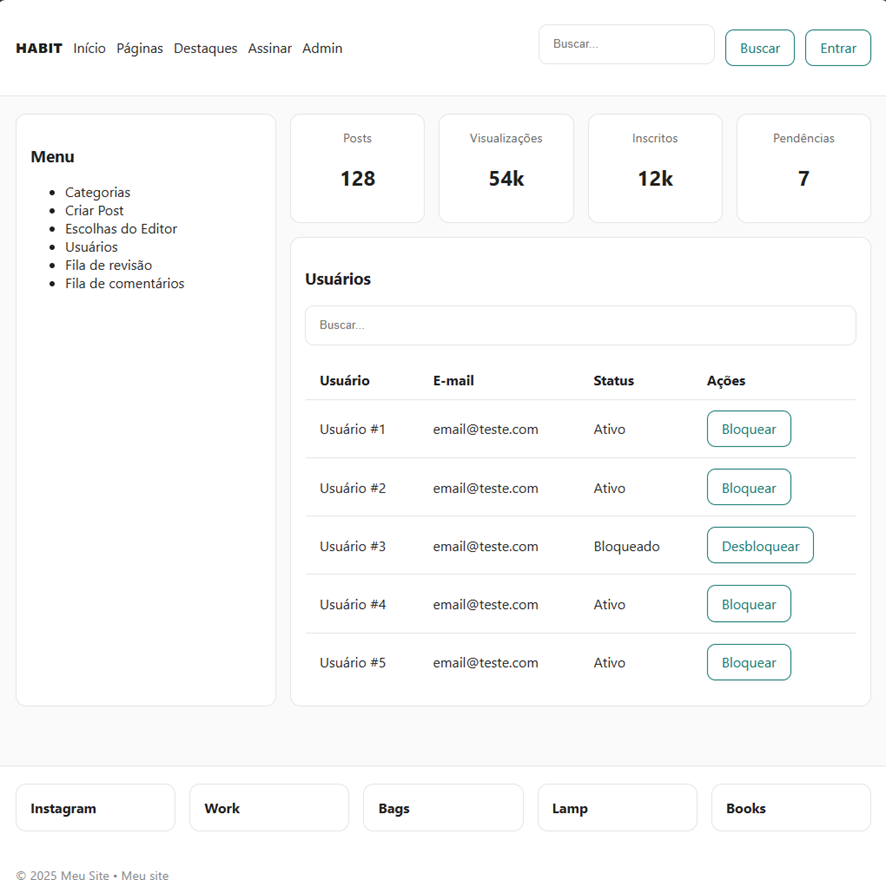 HABIT Início Páginas Destaques Assinar Admin Buscar... Buscar Entrar
Menu
Categorias
Criar Post
Escolhas do Editor
Usuários
Fila de revisão
Fila de comentários
Posts
128
Visualizações
54k
Inscritos
12k
Pendências
7
Usuários
Buscar...
Usuário E-mail Status Ações
Usuário #1 email@teste.com Ativo Bloquear
Usuário #2 email@teste.com Ativo Bloquear
Usuário #3 email@teste.com Bloqueado Desbloquear
Usuário #4 email@teste.com Ativo Bloquear
Usuário #5 email@teste.com Ativo Bloquear
Instagram Work Bags Lamp Books
© 2025 Meu Site • Meu site